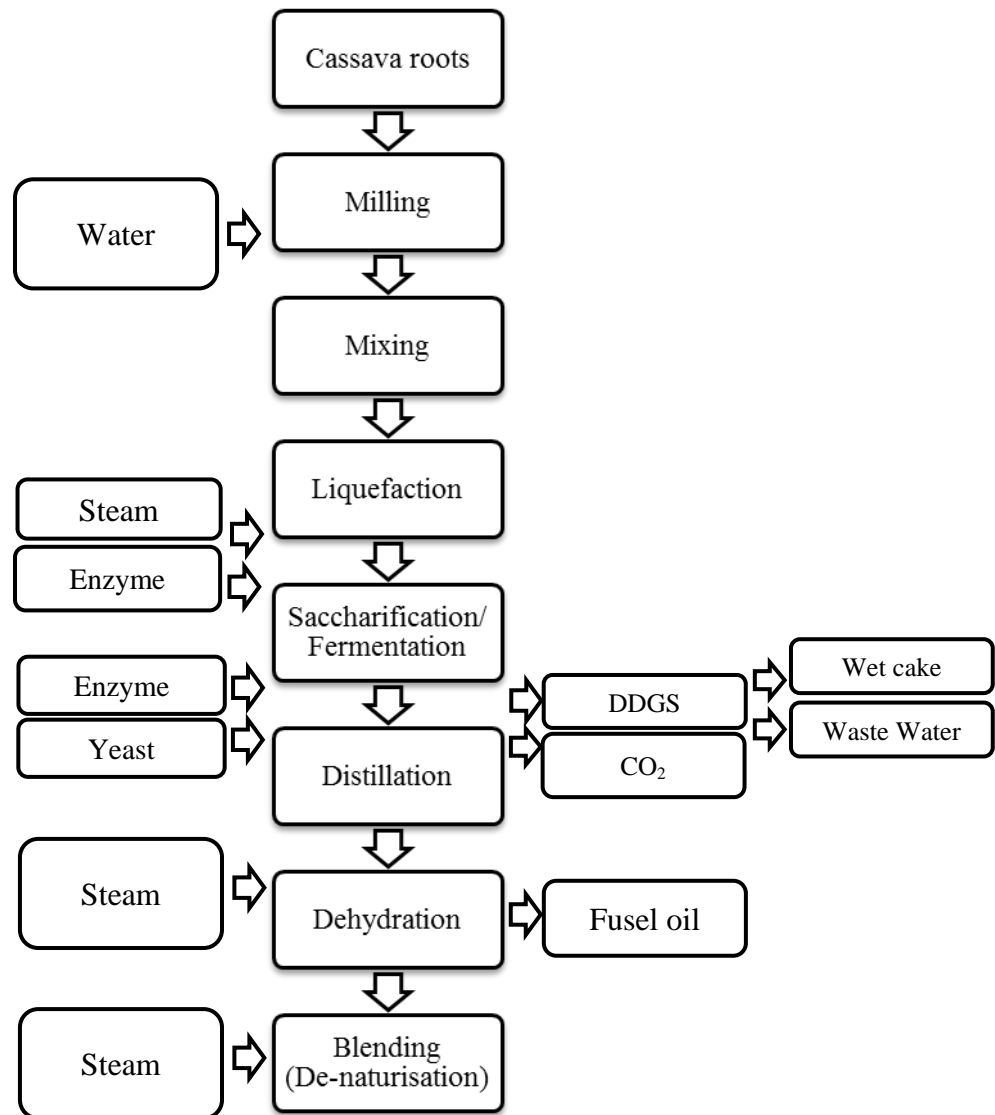 Cassava roots
Milling
Water
Mixing
Liquefaction
Steam
Enzyme
Saccharification/
Fermentation
Enzyme
Yeast
Distillation
DDGS
CO₂
Wet cake
Waste Water
Steam
Dehydration
Fusel oil
Steam
Blending
(De-naturisation)